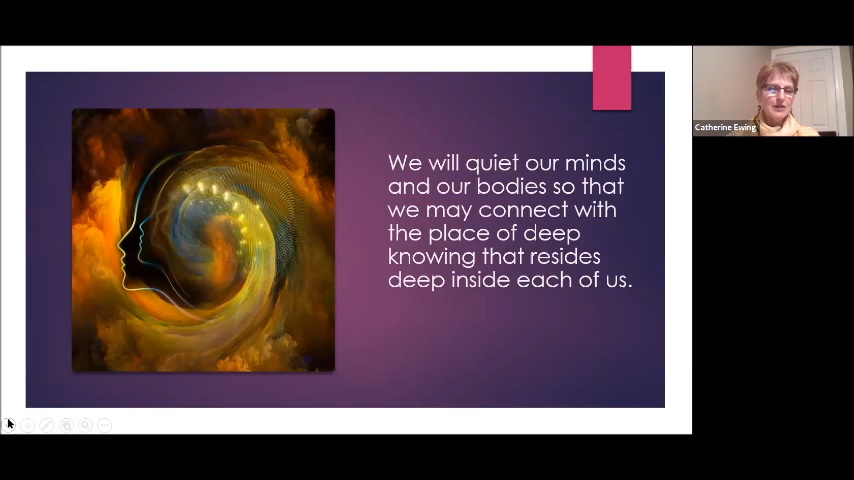 We will quiet our minds
and our bodies so that
we may connect with
the place of deep
knowing that resides
deep inside each of us.
Catherine Ewing